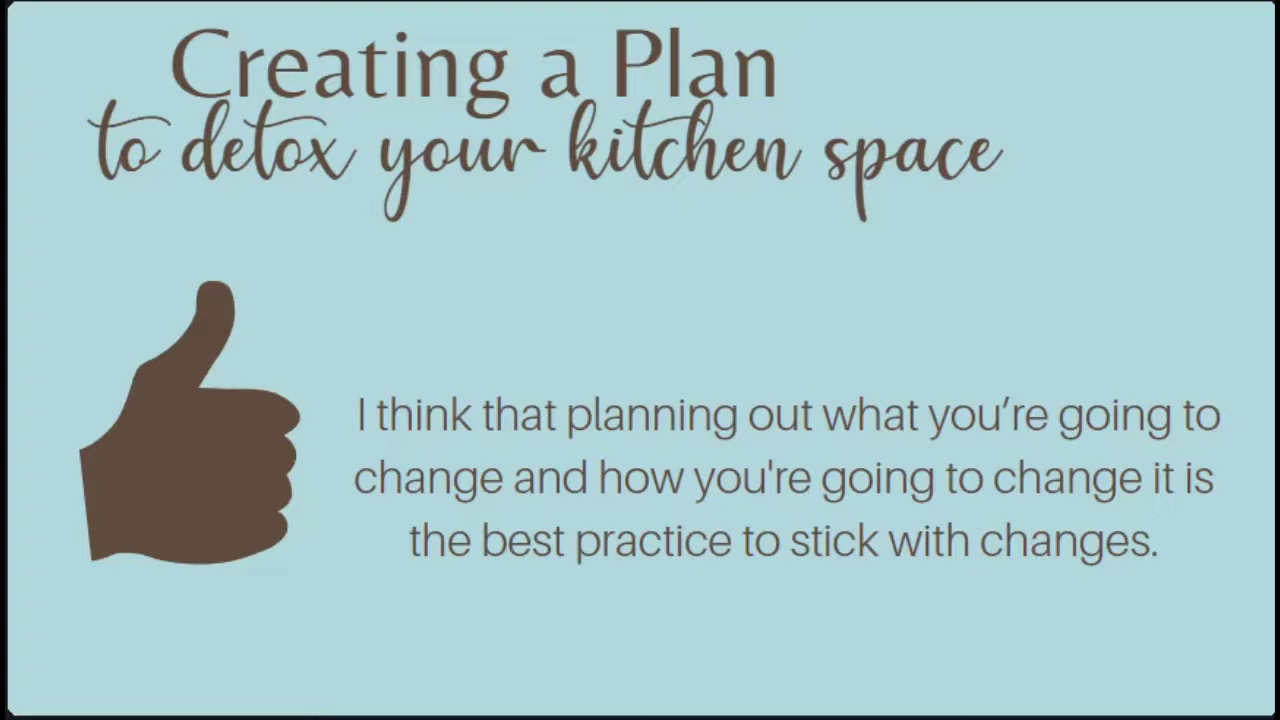 Creating a Plan
to detox your kitchen space
I think that planning out what you’re going to
change and how you're going to change it is
the best practice to stick with changes.